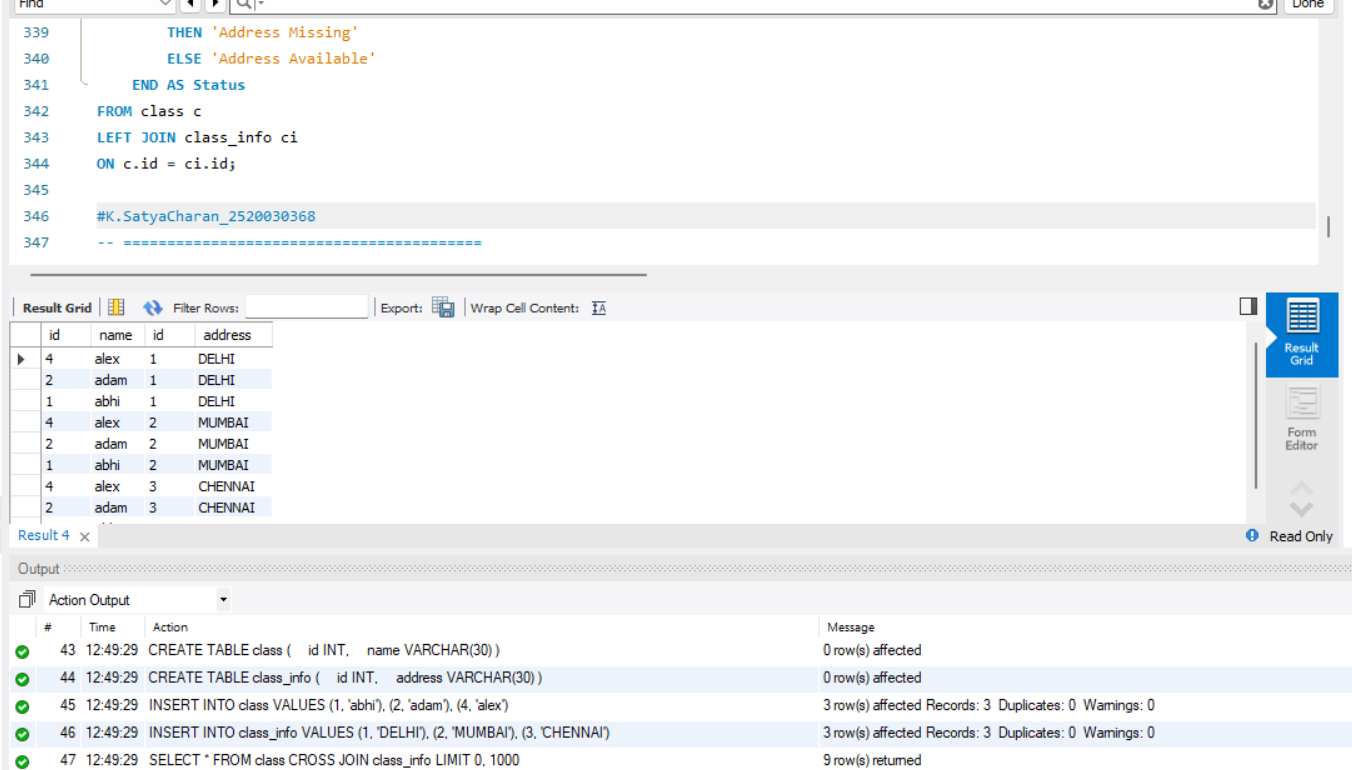 Find
Done
339 THEN 'Address Missing'
340 ELSE 'Address Available'
341 END AS Status
342 FROM class c
343 LEFT JOIN class_info ci
344 ON c.id = ci.id;
345
346 #K.SatyaCharan_2520030368
347 -- =========================================
Result Grid Filter Rows: Export: Wrap Cell Content: IA
id name id address
4 alex 1 DELHI
2 adam 1 DELHI
1 abhi 1 DELHI
4 alex 2 MUMBAI
2 adam 2 MUMBAI
1 abhi 2 MUMBAI
4 alex 3 CHENNAI
2 adam 3 CHENNAI
Result
Grid
Form
Editor
Result 4 Read Only
Output
Action Output
# Time Action Message
43 12:49:29 CREATE TABLE class ( id INT, name VARCHAR(30) ) 0 row(s) affected
44 12:49:29 CREATE TABLE class_info ( id INT, address VARCHAR(30) ) 0 row(s) affected
45 12:49:29 INSERT INTO class VALUES (1, 'abhi'), (2, 'adam'), (4, 'alex') 3 row(s) affected Records: 3 Duplicates: 0 Warnings: 0
46 12:49:29 INSERT INTO class_info VALUES (1, 'DELHI'), (2, 'MUMBAI'), (3, 'CHENNAI') 3 row(s) affected Records: 3 Duplicates: 0 Warnings: 0
47 12:49:29 SELECT * FROM class CROSS JOIN class_info LIMIT 0, 1000 9 row(s) returned